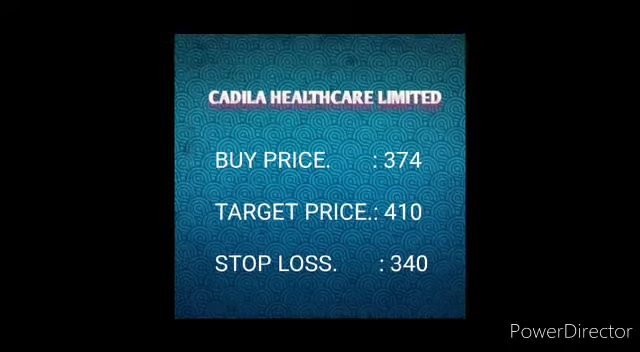 CADILA HEALTHCARE LIMITED
BUY PRICE. : 374
TARGET PRICE.: 410
STOP LOSS. : 340
PowerDirector